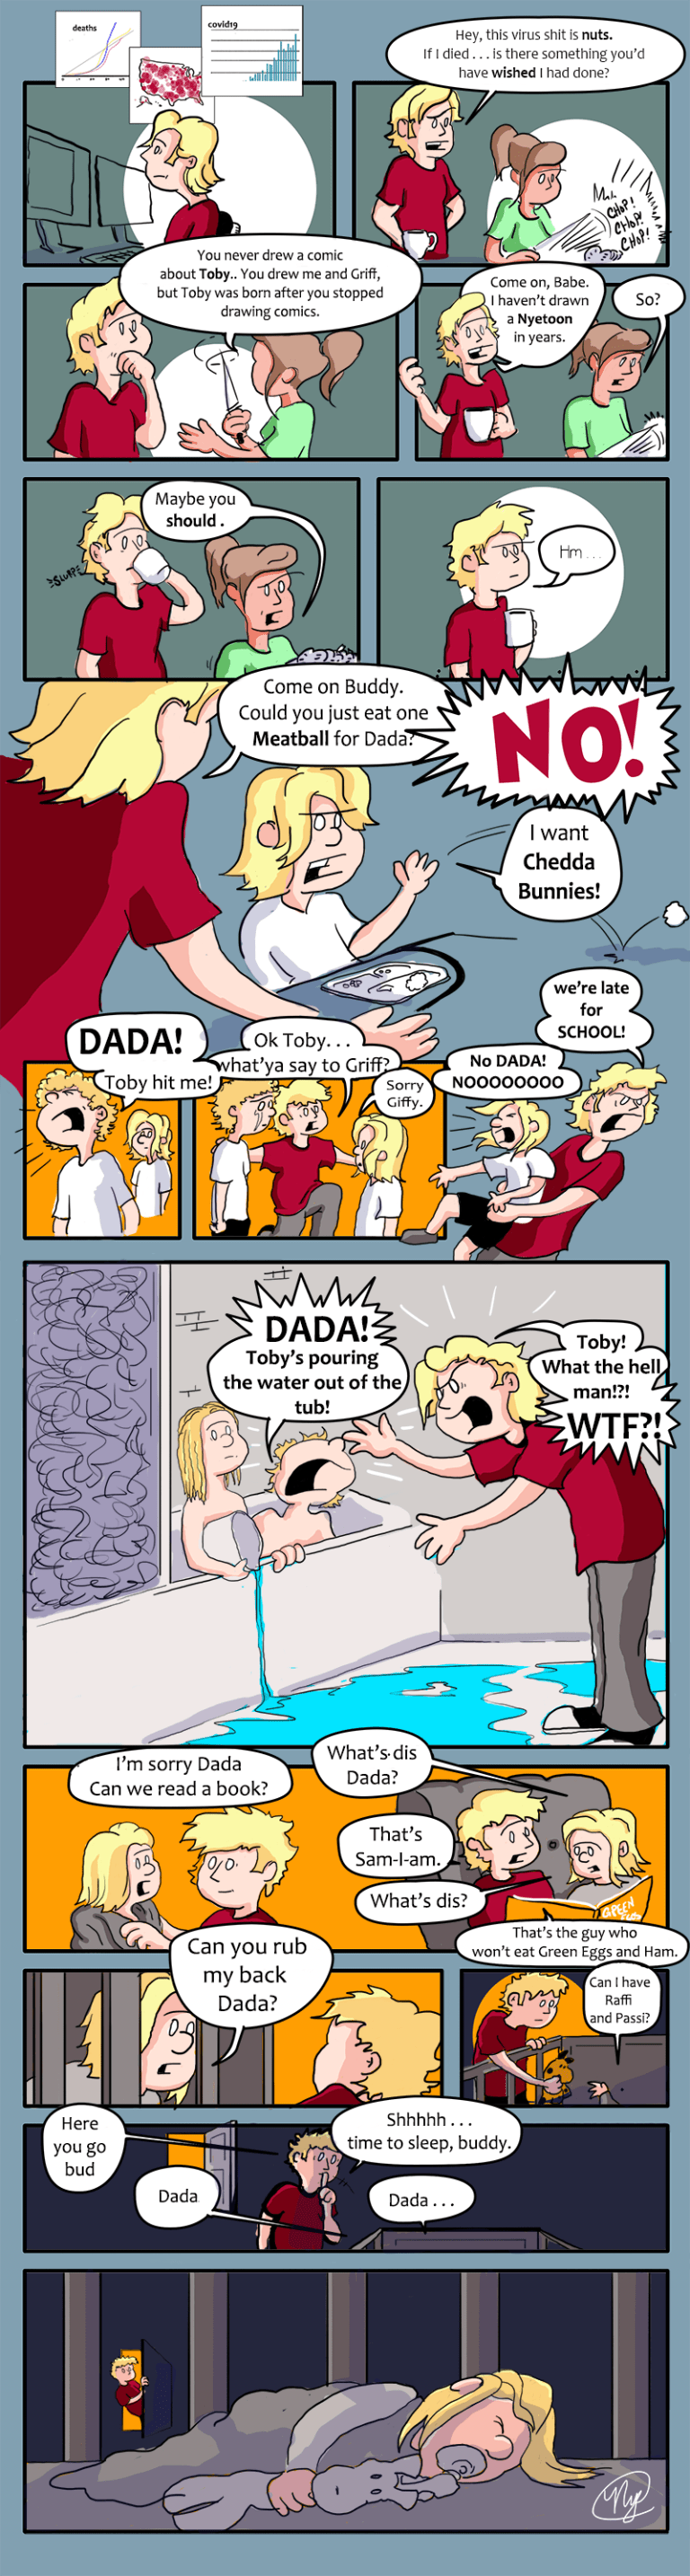 deaths
covid19
Hey, this virus shit is nuts.
If I died . . . is there something you'd
have wished I had done?
CHOP!
CHOP!
CHOP!
You never drew a comic
about Toby.. You drew me and Griff,
but Toby was born after you stopped
drawing comics.
Come on, Babe.
I haven't drawn
a Nyetoon
in years.
So?
SLURPE
Maybe you
should .
Hm . . .
Come on Buddy.
Could you just eat one
Meatball for Dada?
NO!
I want
Chedda
Bunnies!
DADA!
Toby hit me!
Ok Toby. . .
what'ya say to Griff?
Sorry
Giffy.
we're late
for
SCHOOL!
No DADA!
NOOOOOOOO
DADA!
Toby's pouring
the water out of the
tub!
Toby!
What the hell
man!?!
WTF?!
I'm sorry Dada
Can we read a book?
What's dis
Dada?
That's
Sam-I-am.
What's dis?
GREEN
That's the guy who
won't eat Green Eggs and Ham.
Can you rub
my back
Dada?
Can I have
Raffi
and Passi?
Here
you go
bud
Shhhhh . . .
time to sleep, buddy.
Dada
Dada . . .
Nye